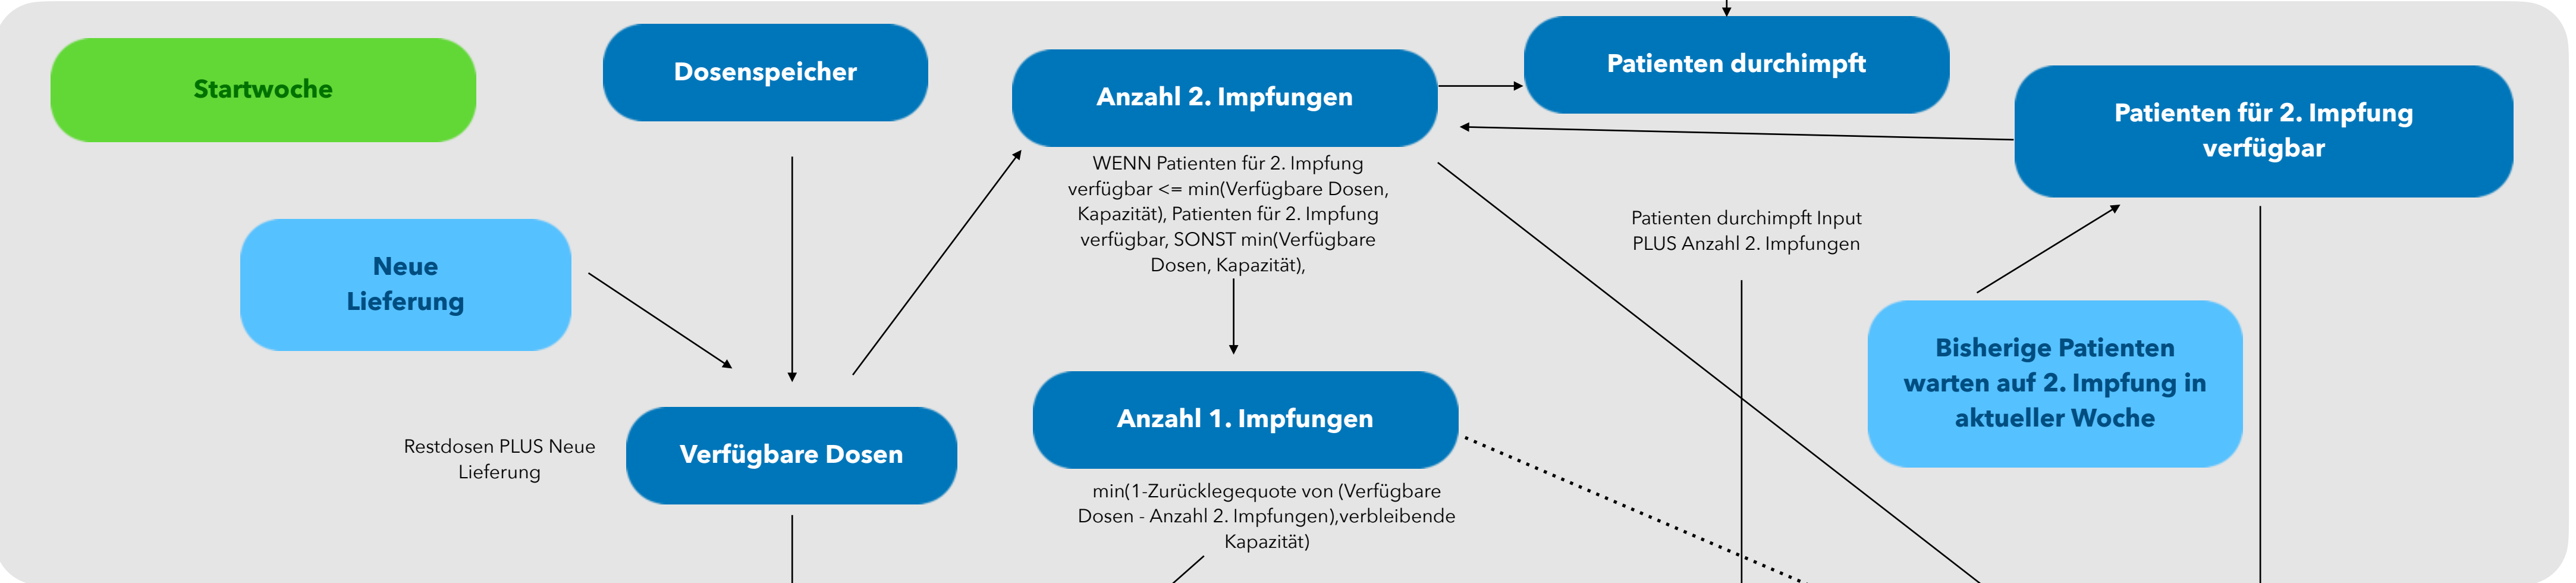 Startwoche
Dosenspeicher
Anzahl 2. Impfungen
Patienten durchimpft
Patienten für 2. Impfung
verfügbar
WENN Patienten für 2. Impfung
verfügbar <= min(Verfügbare Dosen,
Kapazität), Patienten für 2. Impfung
verfügbar, SONST min(Verfügbare
Dosen, Kapazität),
Patienten durchimpft Input
PLUS Anzahl 2. Impfungen
Neue
Lieferung
Bisherige Patienten
warten auf 2. Impfung in
aktueller Woche
Restdosen PLUS Neue
Lieferung
Verfügbare Dosen
Anzahl 1. Impfungen
min(1-Zurücklegequote von (Verfügbare
Dosen - Anzahl 2. Impfungen),verbleibende
Kapazität)